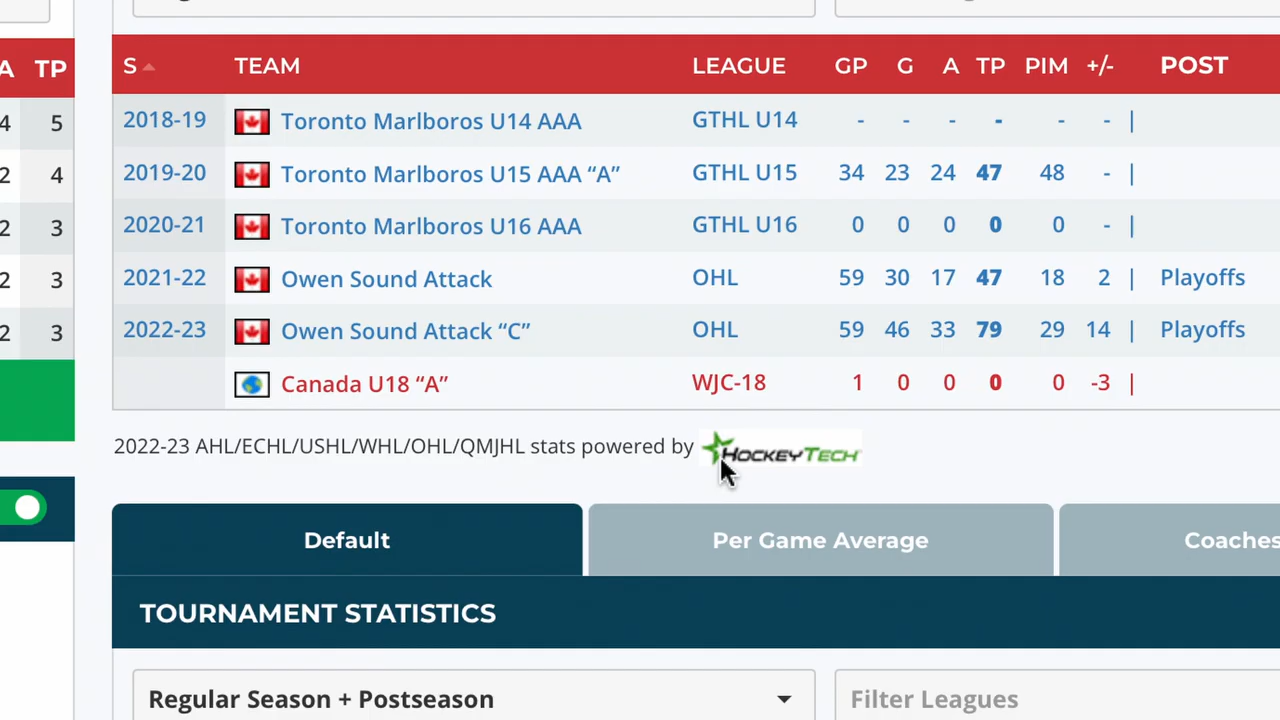 A TP
4 5
2 4
2 3
2 3
2 3
S TEAM LEAGUE GP G A TP PIM +/- POST
2018-19 Toronto Marlboros U14 AAA GTHL U14 - - - - - - |
2019-20 Toronto Marlboros U15 AAA “A” GTHL U15 34 23 24 47 48 - |
2020-21 Toronto Marlboros U16 AAA GTHL U16 0 0 0 0 0 - |
2021-22 Owen Sound Attack OHL 59 30 17 47 18 2 | Playoffs
2022-23 Owen Sound Attack “C” OHL 59 46 33 79 29 14 | Playoffs
Canada U18 “A” WJC-18 1 0 0 0 0 -3 |
2022-23 AHL/ECHL/USHL/WHL/OHL/QMJHL stats powered by HOCKEYTECH
Default Per Game Average Coaches
TOURNAMENT STATISTICS
Regular Season + Postseason Filter Leagues